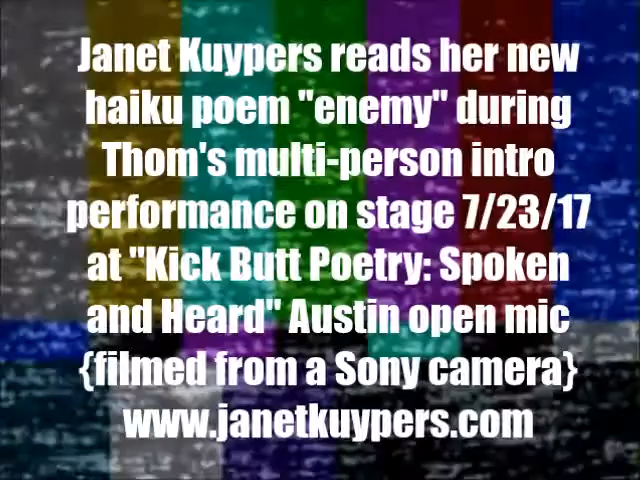 Janet Kuypers reads her new
haiku poem "enemy" during
Thom's multi-person intro
performance on stage 7/23/17
at "Kick Butt Poetry: Spoken
and Heard" Austin open mic
{filmed from a Sony camera}
www.janetkuypers.com